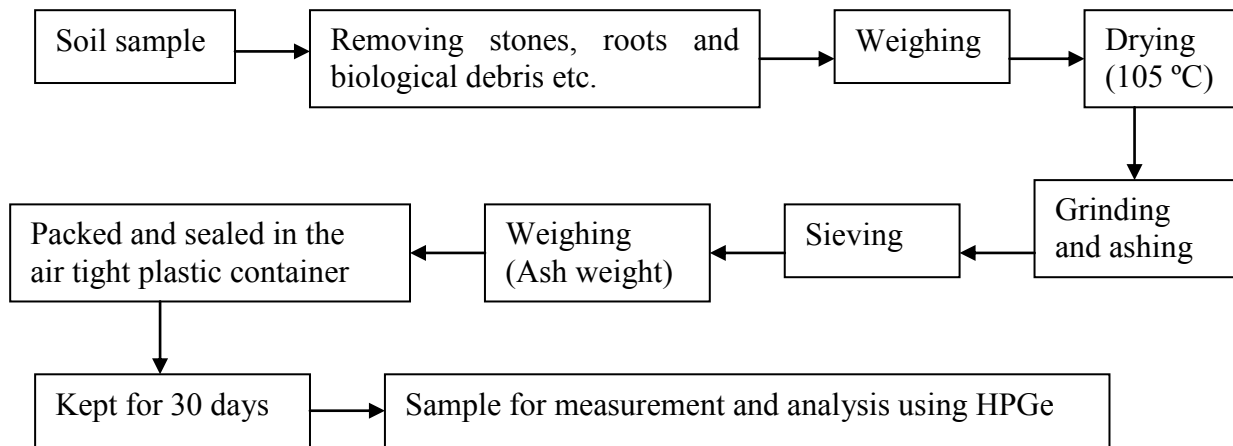 Soil sample
Removing stones, roots and
biological debris etc.
Weighing
Drying
(105 ºC)
Grinding
and ashing
Sieving
Weighing
(Ash weight)
Packed and sealed in the
air tight plastic container
Kept for 30 days
Sample for measurement and analysis using HPGe